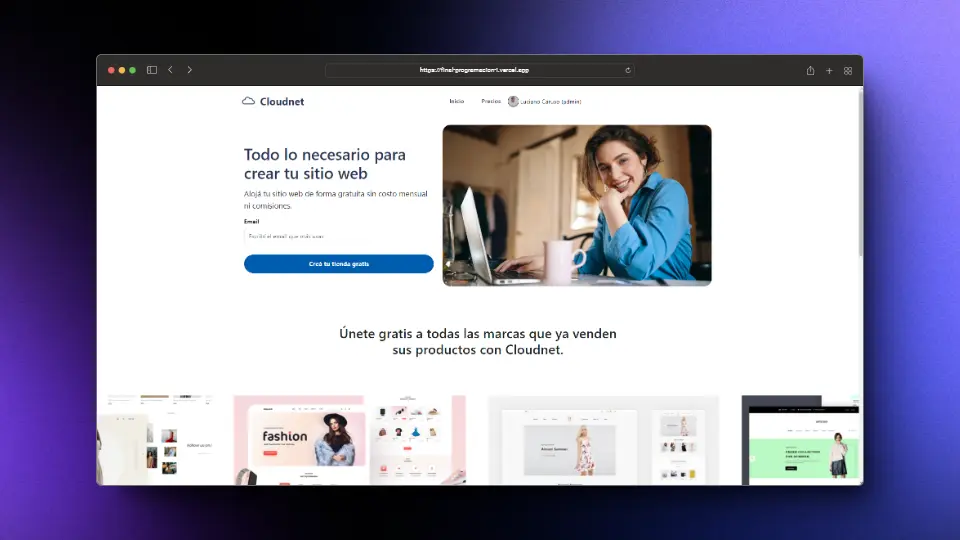 https://final-programacion-i.vercel.app
Cloudnet
Inicio
Precios
Luciano Caruso (admin)
Todo lo necesario para
crear tu sitio web
Alojá tu sitio web de forma gratuita sin costo mensual
ni comisiones.
Email
Escribí el email que más usas
Creá tu tienda gratis
Únete gratis a todas las marcas que ya venden
sus productos con Cloudnet.
fashion